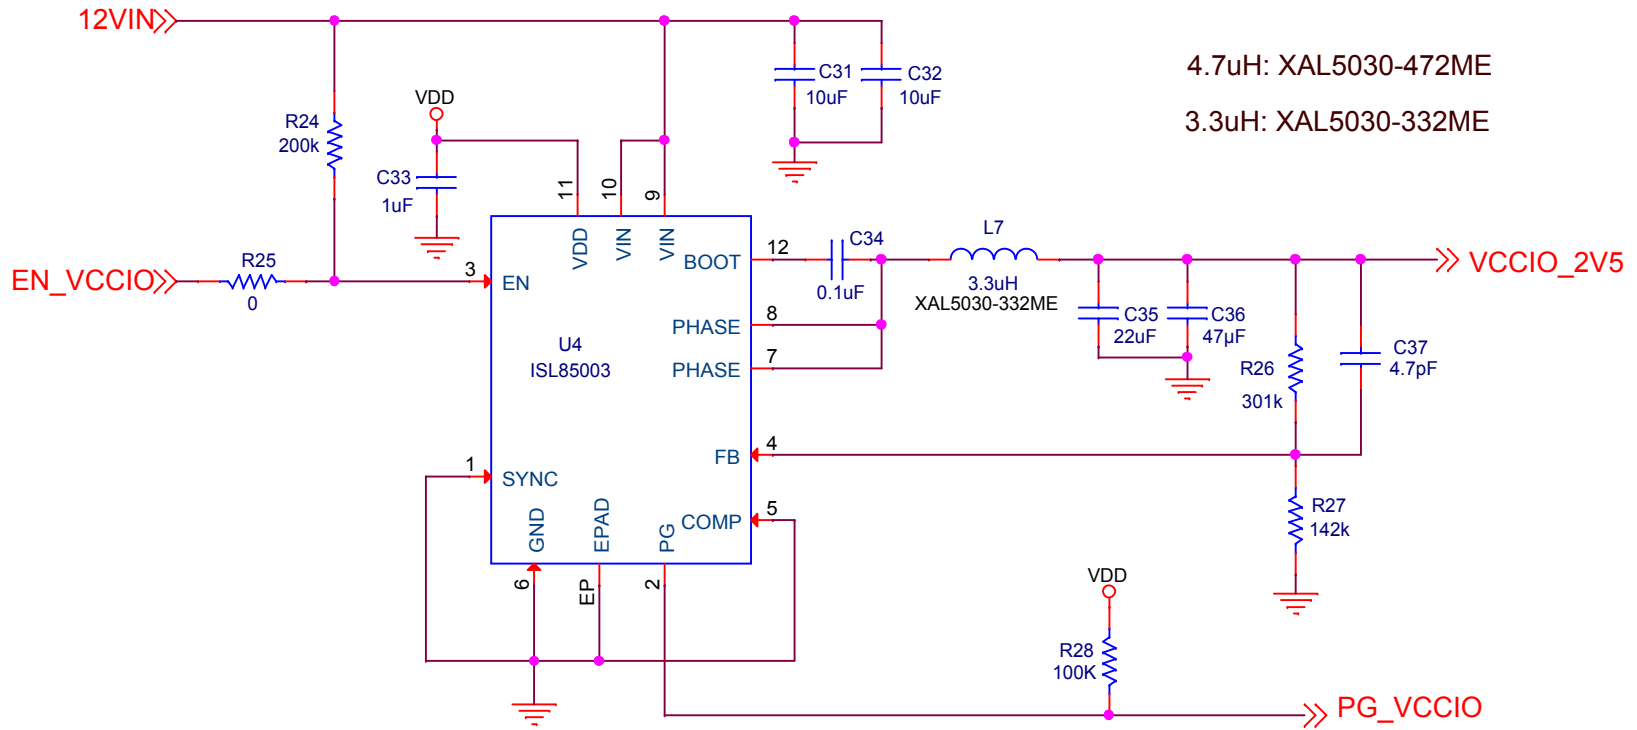 12VIN
4.7uH: XAL5030-472ME
3.3uH: XAL5030-332ME
C31
10uF
C32
10uF
VDD
R24
200k
C33
1uF
11
10
9
VDD
VIN
VIN
EN_VCCIO
R25
0
3
EN
BOOT
12
C34
0.1uF
L7
3.3uH
XAL5030-332ME
VCCIO_2V5
PHASE
8
PHASE
7
U4
ISL85003
C35
22uF
C36
47µF
R26
301k
C37
4.7pF
FB
4
1
SYNC
COMP
5
GND
EPAD
PG
6
EP
2
R27
142k
VDD
R28
100K
PG_VCCIO